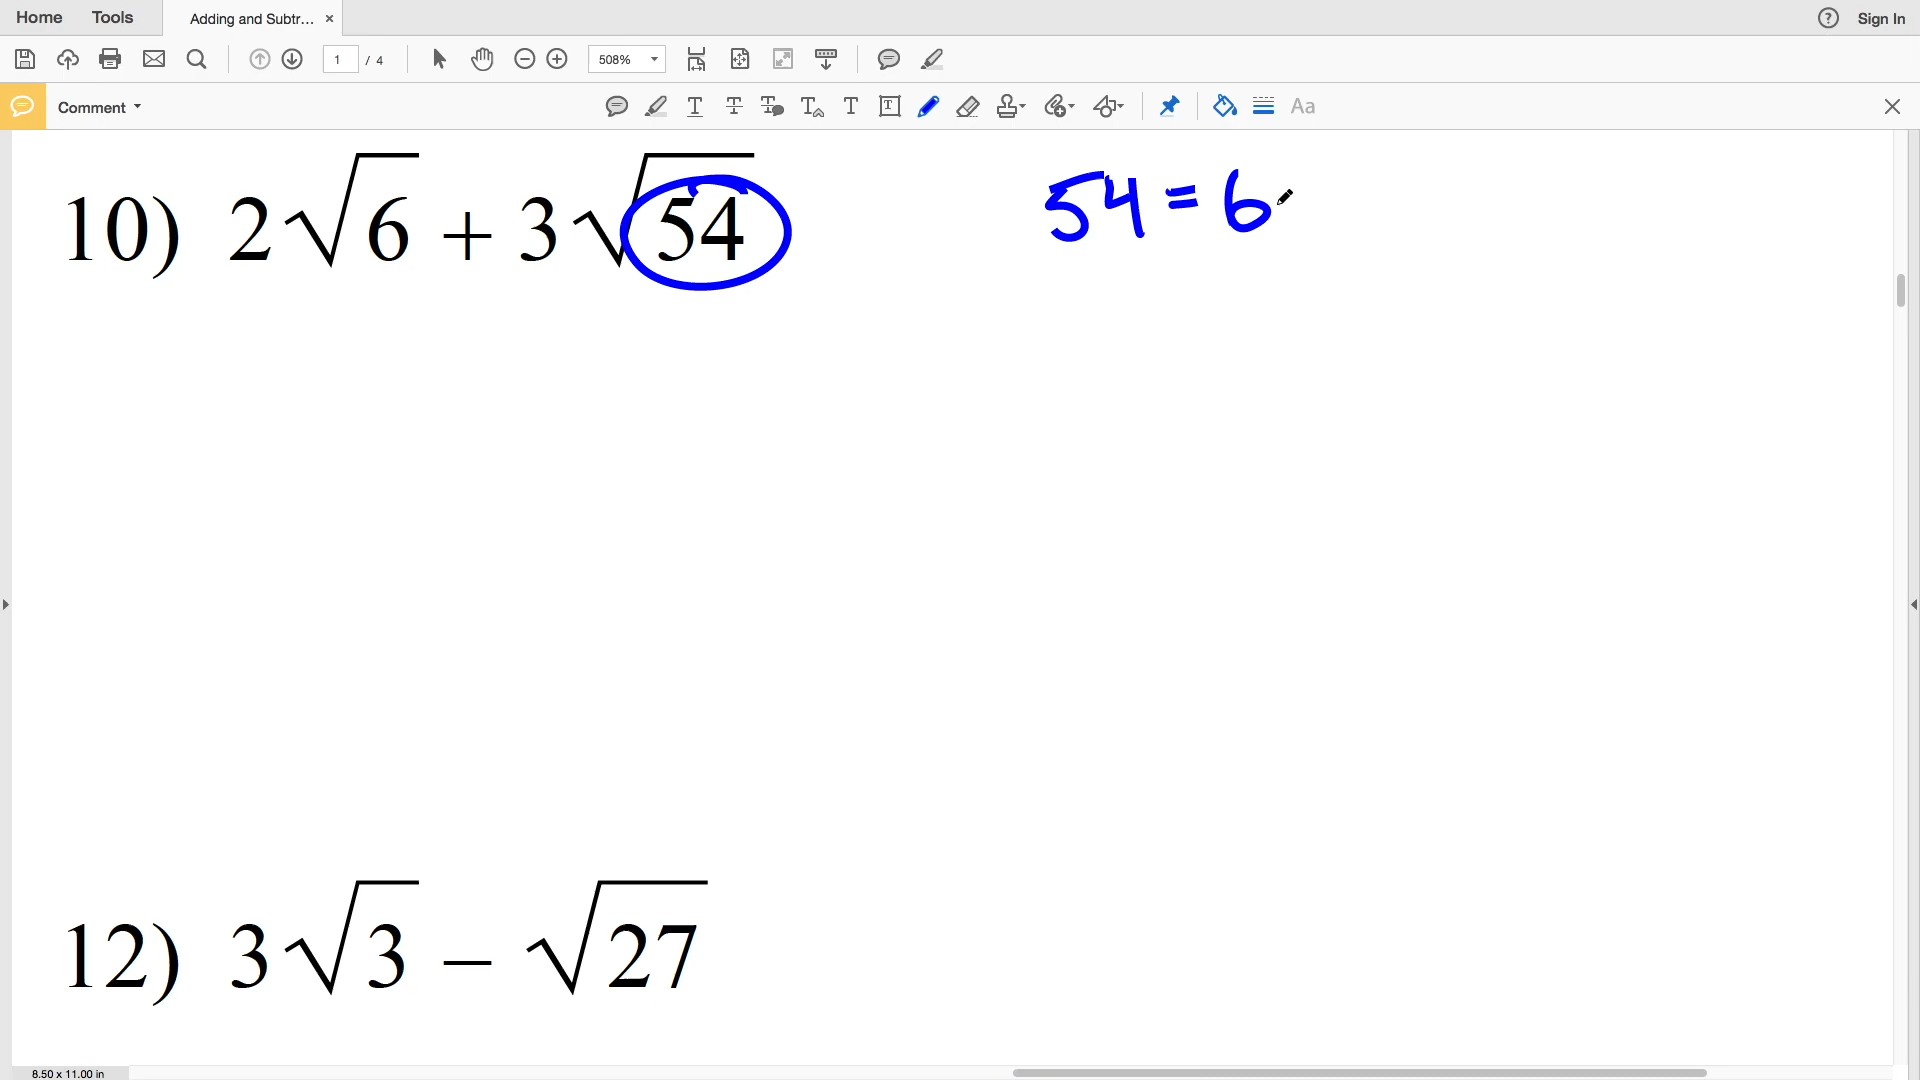 Home Tools Adding and Subtr... × Sign In
1 / 4 508%
Comment Aa
10) 2√6 + 3√54 54 = 6
12) 3√3 − √27
8.50 x 11.00 in